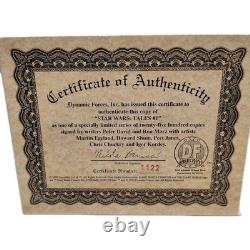 Certificate of Authenticity
Dynamic Forces, Inc. has issued this certificate to
authenticate this copy of
"STAR WARS: TALES #1"
as one of a specially limited series of twenty-five hundred copies
signed by writers Peter David and Ron Marz with artists
Martin Egeland, Howard Shum, Port Jones,
Chris Chuckry and Igor Kordey.
Certificate Number:
1122
DF